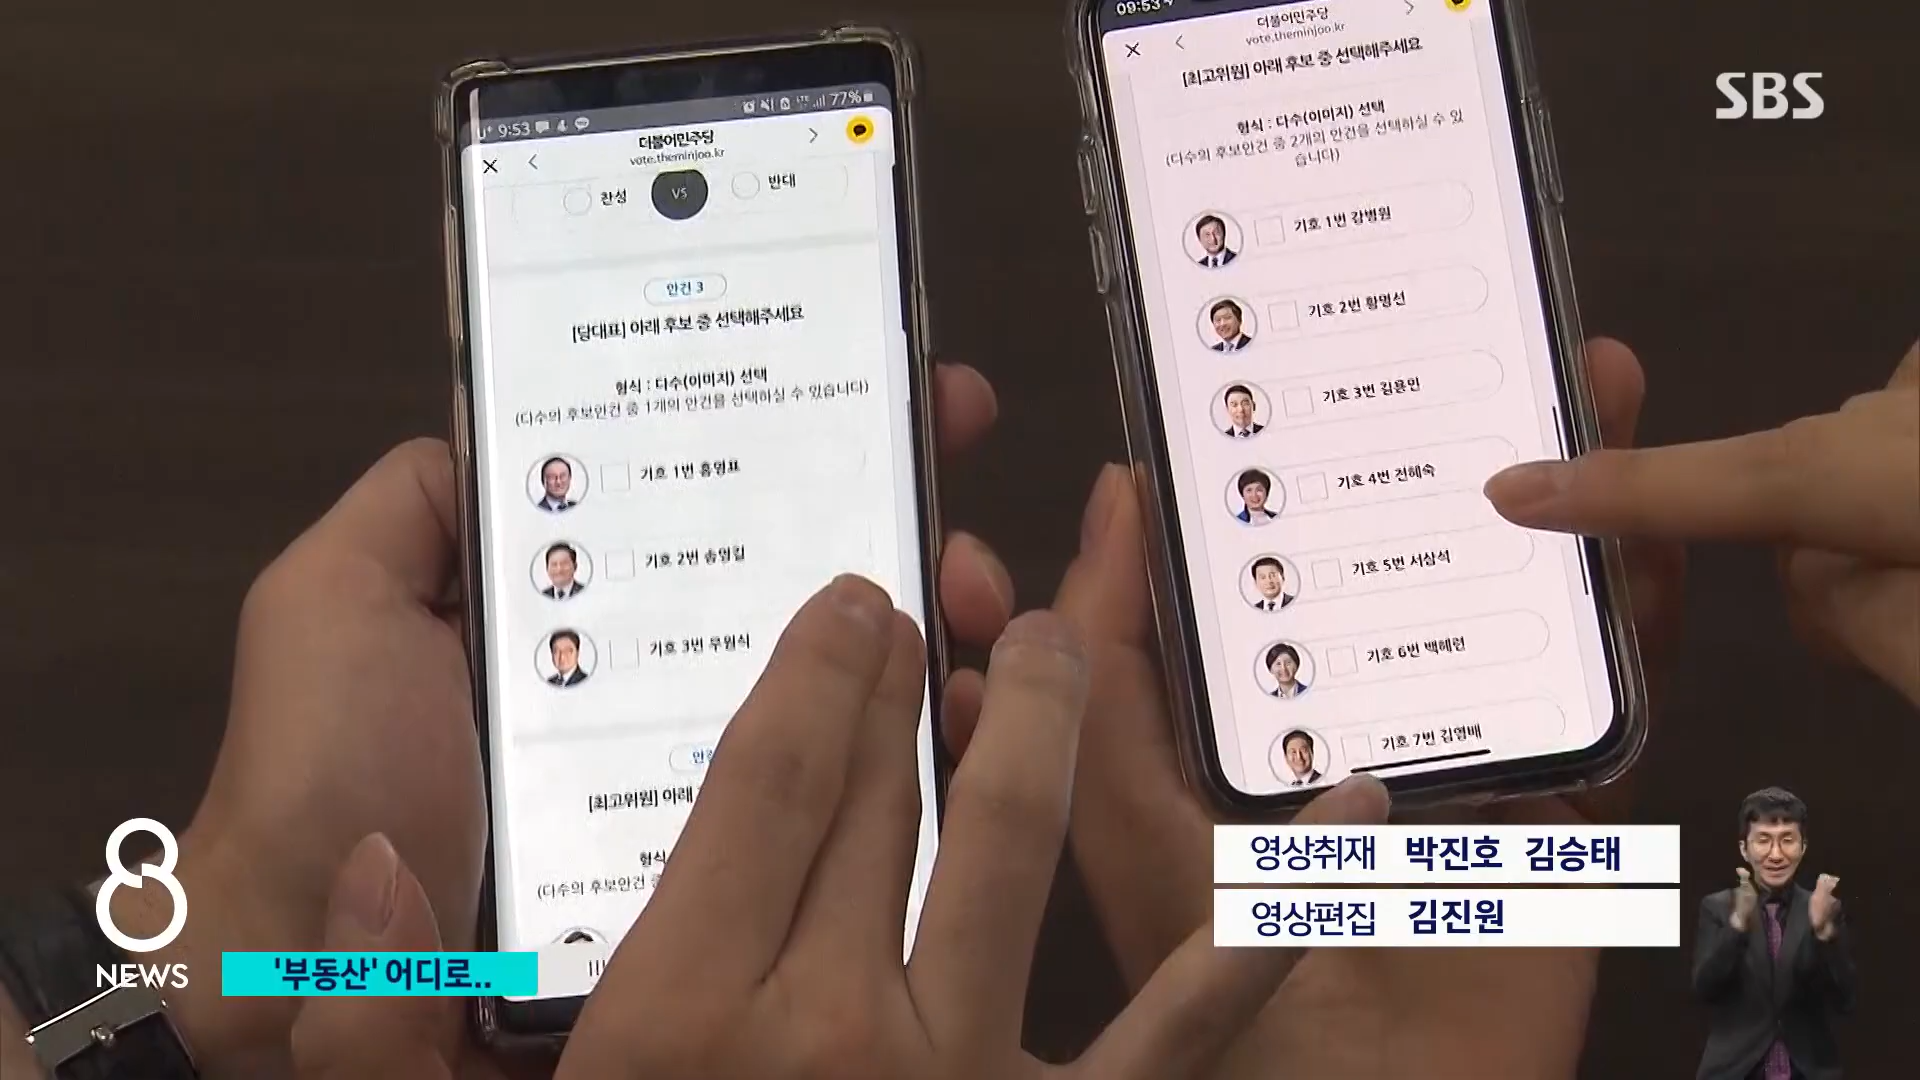 SBS
9:53
77%
더불어민주당
vote.theminjoo.kr
찬성
VS
반대
안건 3
[당대표] 아래 후보 중 선택해주세요
형식 : 다수(이미지) 선택
(다수의 후보안건 중 1개의 안건을 선택하실 수 있습니다)
기호 1번 홍영표
기호 2번 송영길
기호 3번 우원식
[최고위원] 아래
형식
(다수의 후보안건 중
09:53
더불어민주당
vote.theminjoo.kr
[최고위원] 아래 후보 중 선택해주세요
형식 : 다수(이미지) 선택
(다수의 후보안건 중 2개의 안건을 선택하실 수 있
습니다)
기호 1번 강병원
기호 2번 황명선
기호 3번 김용민
기호 4번 전혜숙
기호 5번 서삼석
기호 6번 백혜련
기호 7번 김영배
영상취재 박진호 김승태
영상편집 김진원
8
NEWS
'부동산' 어디로..